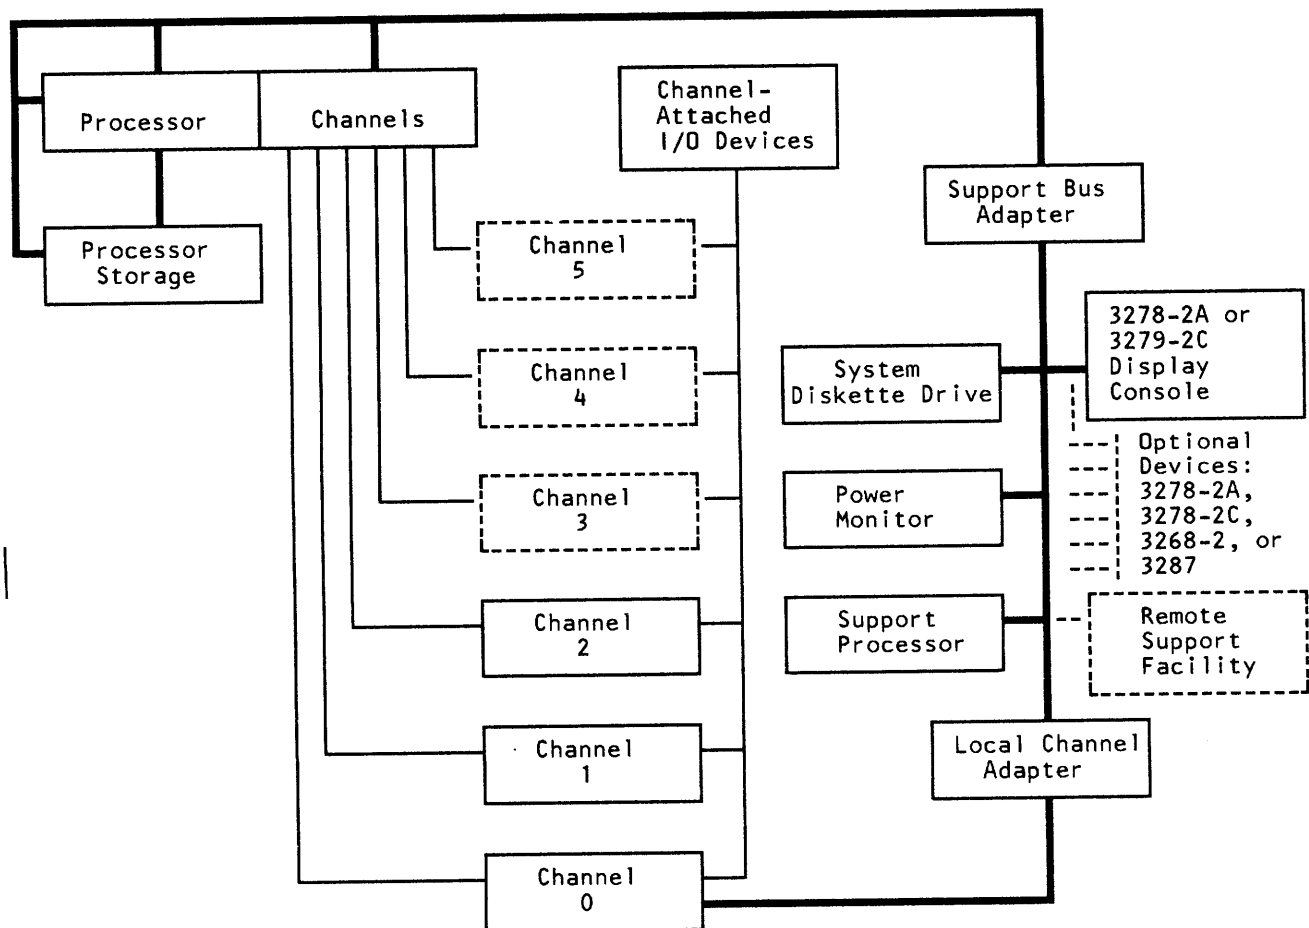 Processor
Channels
Channel-
Attached
I/O Devices
Processor
Storage
Support Bus
Adapter
Channel
5
Channel
4
Channel
3
Channel
2
Channel
1
Channel
0
System
Diskette Drive
3278-2A or
3279-2C
Display
Console
Optional
Devices:
3278-2A,
3278-2C,
3268-2, or
3287
Power
Monitor
Support
Processor
Remote
Support
Facility
Local Channel
Adapter